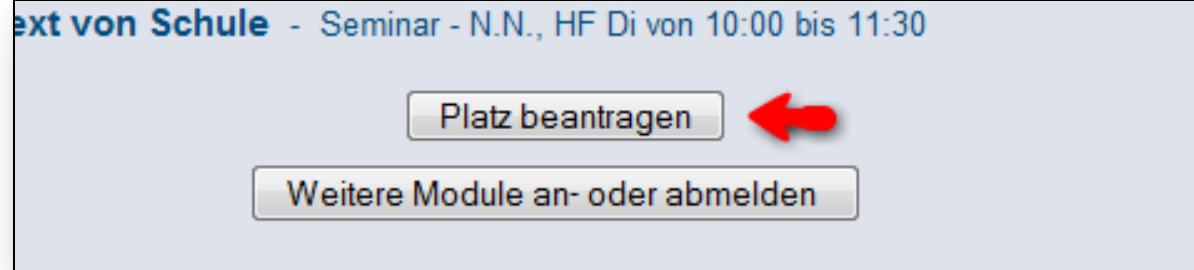 ext von Schule - Seminar - N.N., HF Di von 10:00 bis 11:30
Platz beantragen
Weitere Module an- oder abmelden